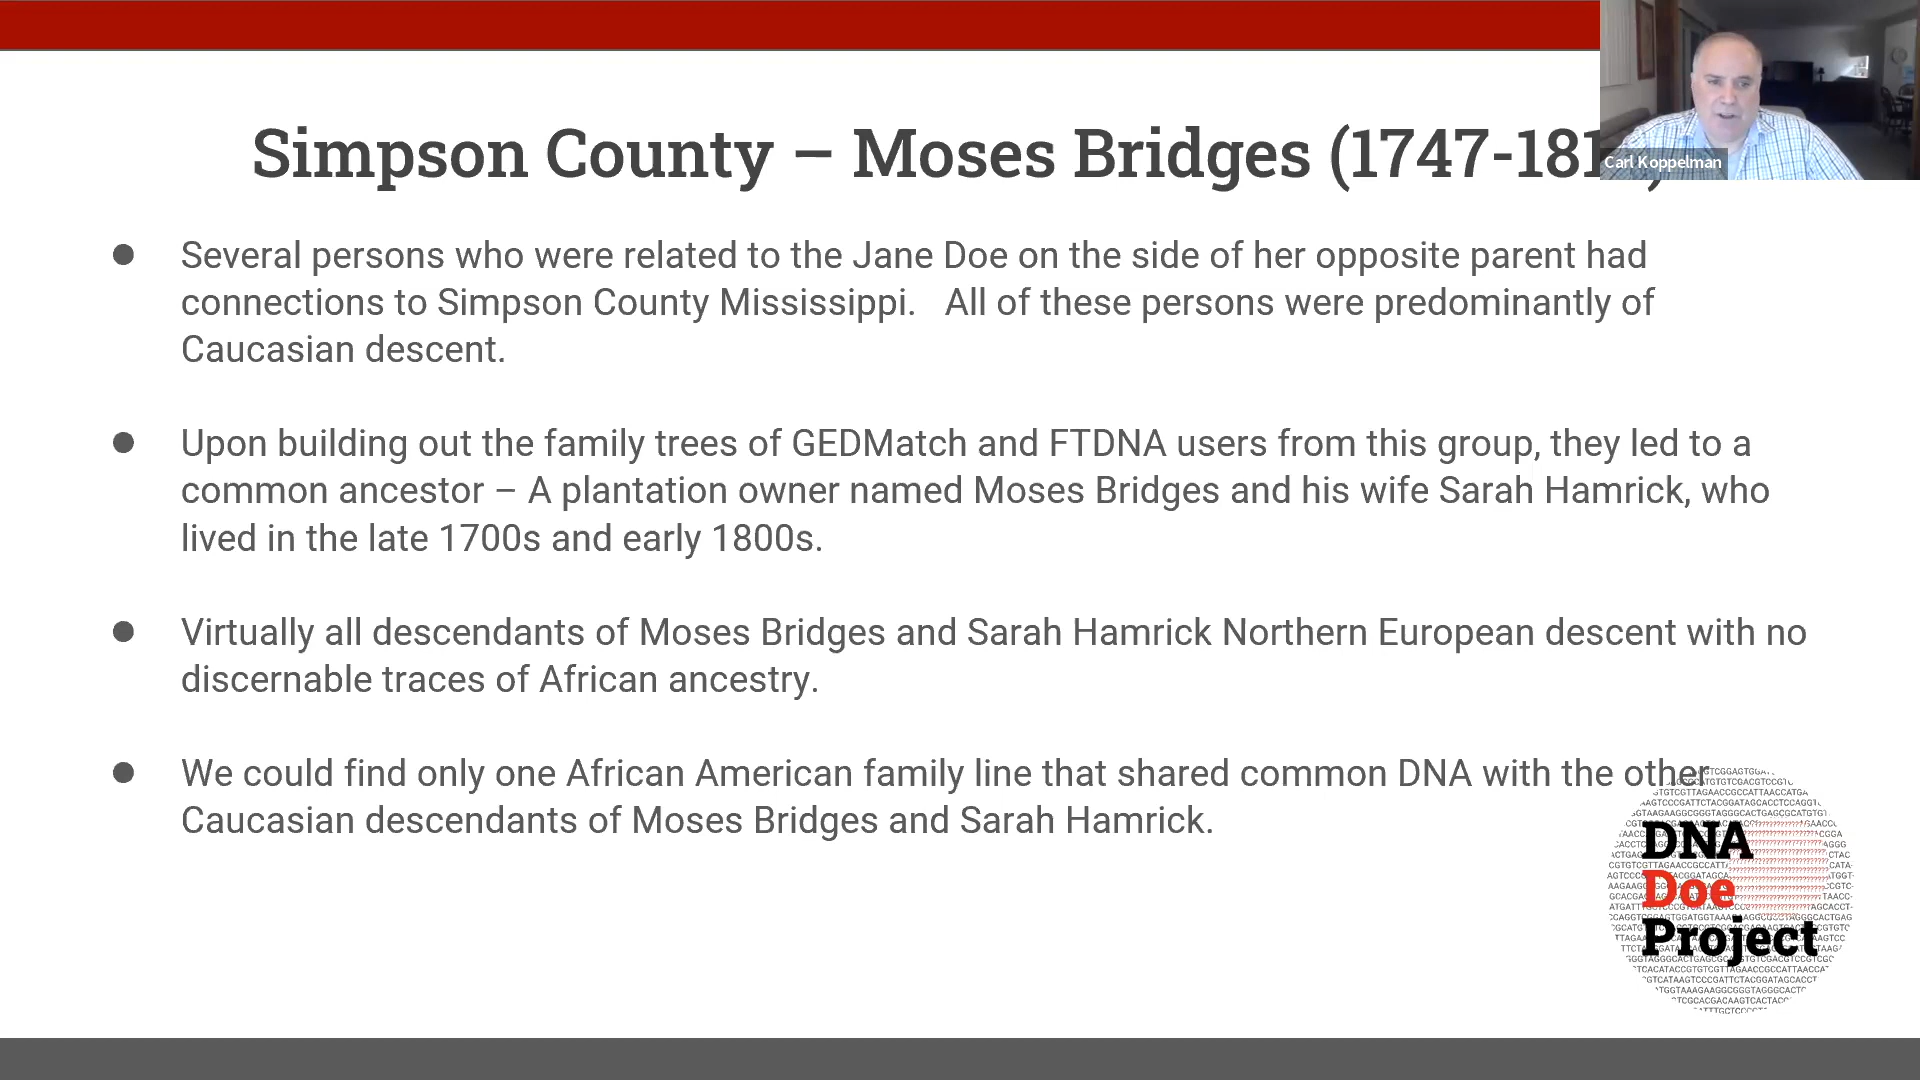 Simpson County – Moses Bridges (1747-181
Carl Koppelman
● Several persons who were related to the Jane Doe on the side of her opposite parent had
connections to Simpson County Mississippi.   All of these persons were predominantly of
Caucasian descent.
● Upon building out the family trees of GEDMatch and FTDNA users from this group, they led to a
common ancestor – A plantation owner named Moses Bridges and his wife Sarah Hamrick, who
lived in the late 1700s and early 1800s.
● Virtually all descendants of Moses Bridges and Sarah Hamrick Northern European descent with no
discernable traces of African ancestry.
● We could find only one African American family line that shared common DNA with the other
Caucasian descendants of Moses Bridges and Sarah Hamrick.
DNA
Doe
Project